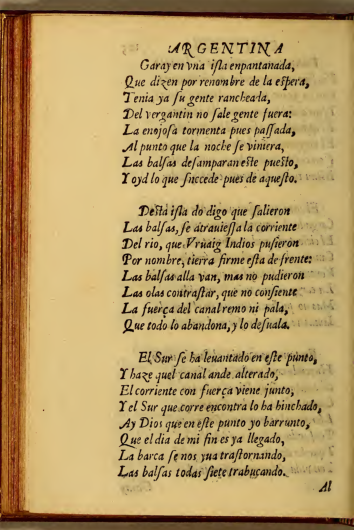 ARGENTINA
Garay en vna isla enpantanada,
Que dizen por renombre de la espera,
Tenia ya su gente rancheada,
Del vergantin no sale gente fuera:
La enojosa tormenta pues passada,
Al punto que la noche se viniera,
Las balsas desamparan este puesto,
Y oyd lo que succede pues de aquesto.
Desta isla do digo que salieron
Las balsas, se atrauiessa la corriente
Del rio, que Vruaig Indios pusieron
Por nombre, tierra firme esta de frente:
Las balsas alla van, mas no pudieron
Las olas contrastar, que no consiente
La fuerça del canal remo ni pala,
Que todo lo abandona, y lo desuala.
El Sur se ha leuantado en este punto,
Y haze quel canal ande alterado,
El corriente con fuerça viene junto,
Y el Sur que corre encontra lo ha hinchado,
Ay Dios que en este punto yo barrunto,
Que el dia de mi fin es ya llegado,
La barca se nos yua trastornando,
Las balsas todas siete trabucando.
Al